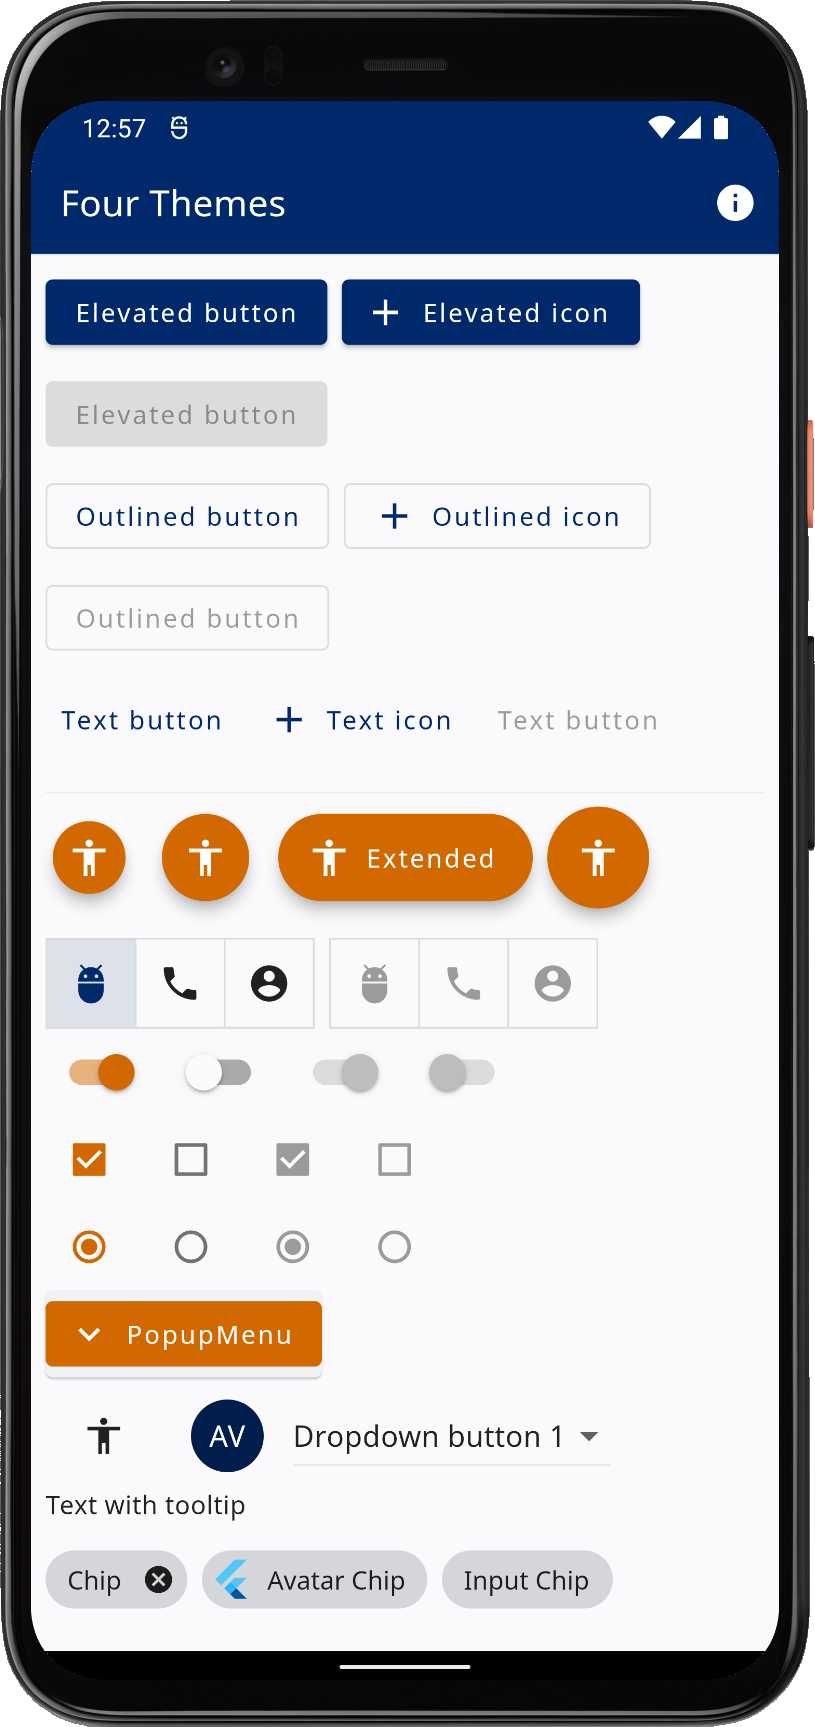 12:57
Four Themes
Elevated button
Elevated icon
Elevated button
Outlined button
Outlined icon
Outlined button
Text button
Text icon
Text button
Extended
PopupMenu
AV
Dropdown button 1
Text with tooltip
Chip
Avatar Chip
Input Chip